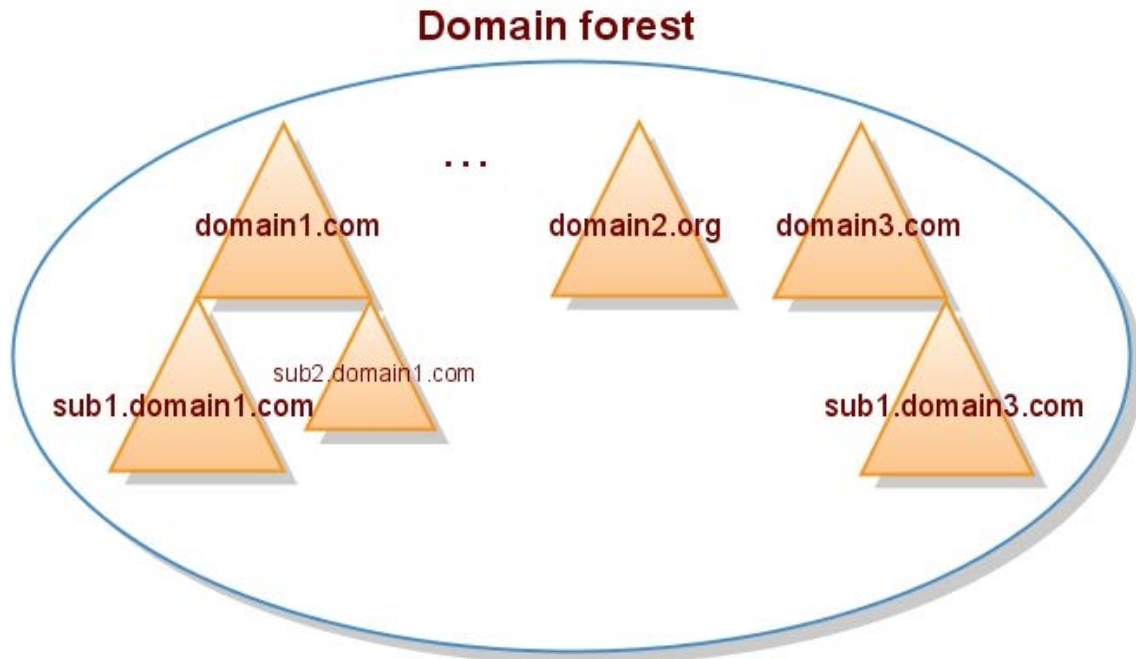 Domain forest
...
domain1.com
domain2.org
domain3.com
sub2.domain1.com
sub1.domain1.com
sub1.domain3.com